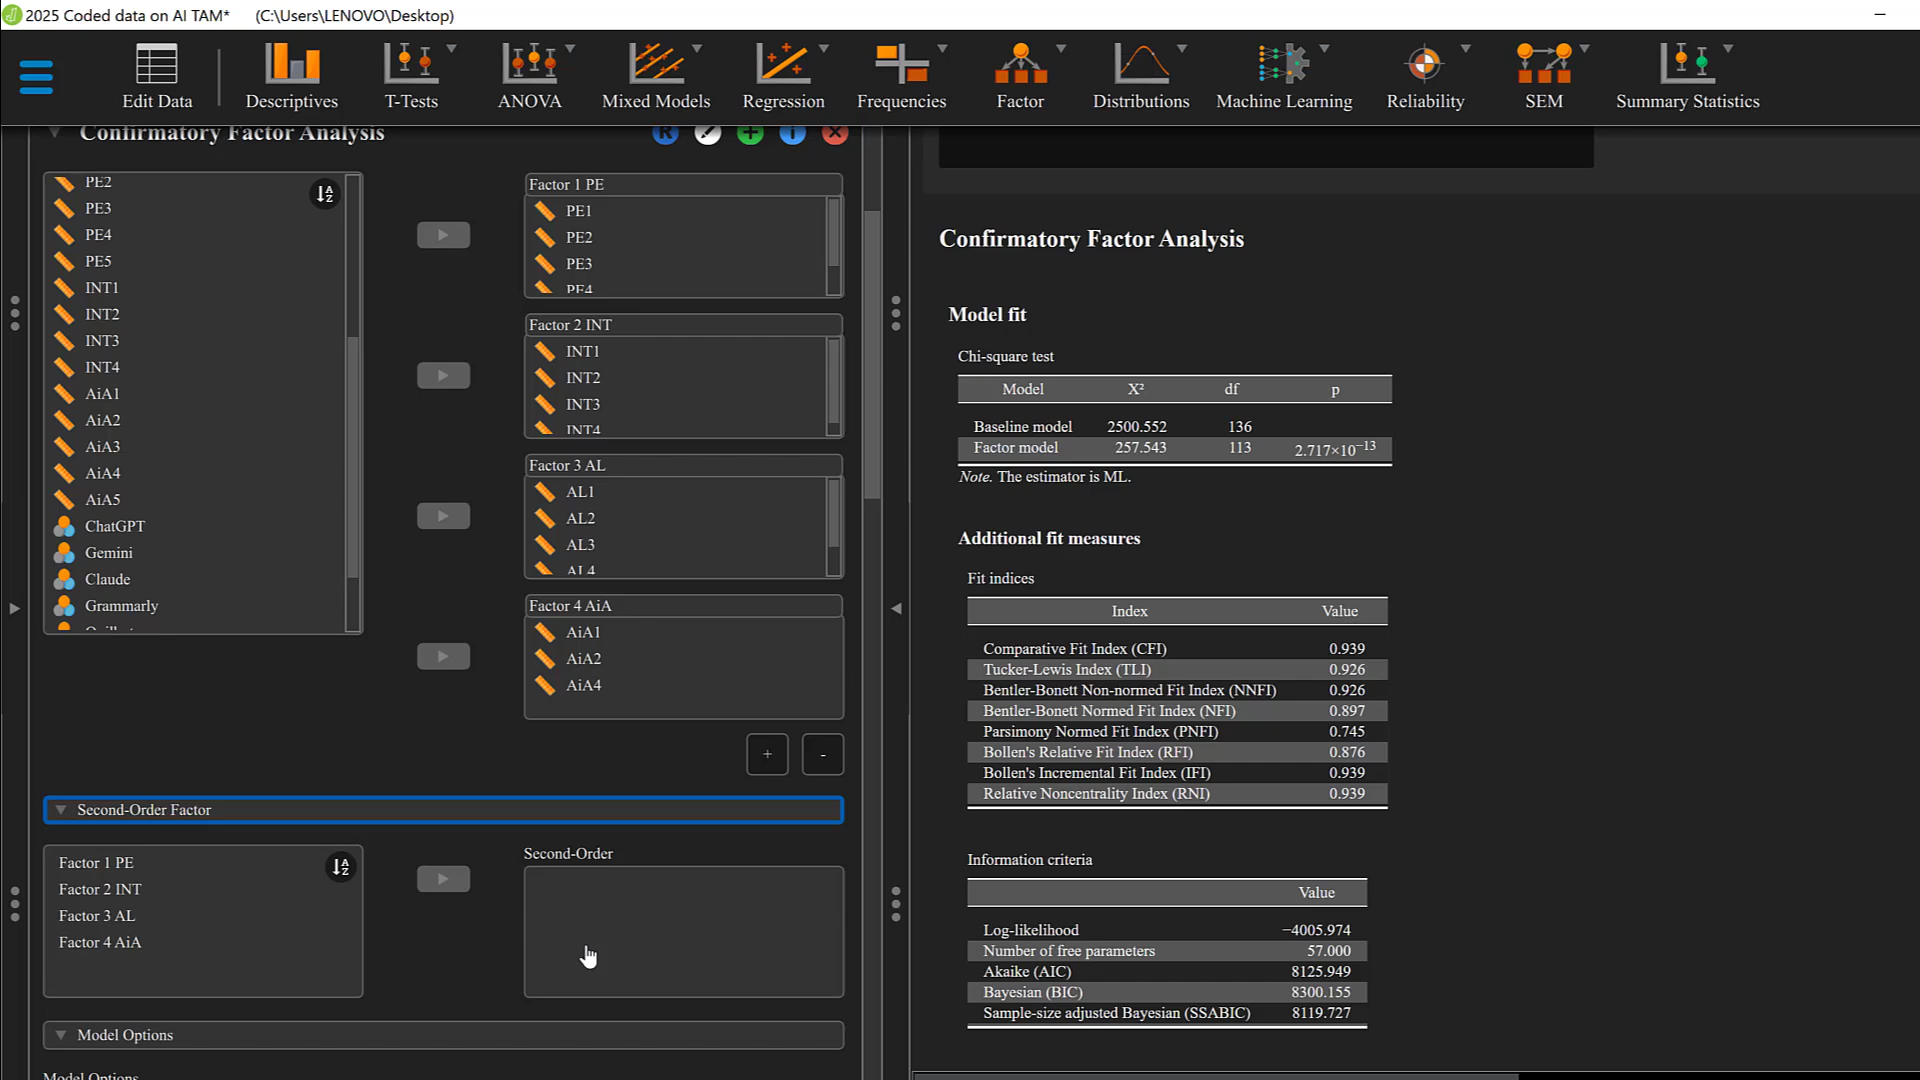 2025 Coded data on AI TAM* (C:\Users\LENOVO\Desktop)
Edit Data
Descriptives
T-Tests
ANOVA
Mixed Models
Regression
Frequencies
Factor
Distributions
Machine Learning
Reliability
SEM
Summary Statistics
Confirmatory Factor Analysis
R
PE2
PE3
PE4
PE5
INT1
INT2
INT3
INT4
AiA1
AiA2
AiA3
AiA4
AiA5
ChatGPT
Gemini
Claude
Grammarly
Factor 1 PE
PE1
PE2
PE3
PE4
Factor 2 INT
INT1
INT2
INT3
INT4
Factor 3 AL
AL1
AL2
AL3
AL4
Factor 4 AiA
AiA1
AiA2
AiA4
+ -
Second-Order Factor
Factor 1 PE
Factor 2 INT
Factor 3 AL
Factor 4 AiA
Second-Order
Model Options
Model Options
Confirmatory Factor Analysis
Model fit
Chi-square test
Model X² df p
Baseline model 2500.552 136
Factor model 257.543 113 2.717×10⁻¹³
Note. The estimator is ML.
Additional fit measures
Fit indices
Index Value
Comparative Fit Index (CFI) 0.939
Tucker-Lewis Index (TLI) 0.926
Bentler-Bonett Non-normed Fit Index (NNFI) 0.926
Bentler-Bonett Normed Fit Index (NFI) 0.897
Parsimony Normed Fit Index (PNFI) 0.745
Bollen's Relative Fit Index (RFI) 0.876
Bollen's Incremental Fit Index (IFI) 0.939
Relative Noncentrality Index (RNI) 0.939
Information criteria
Value
Log-likelihood −4005.974
Number of free parameters 57.000
Akaike (AIC) 8125.949
Bayesian (BIC) 8300.155
Sample-size adjusted Bayesian (SSABIC) 8119.727